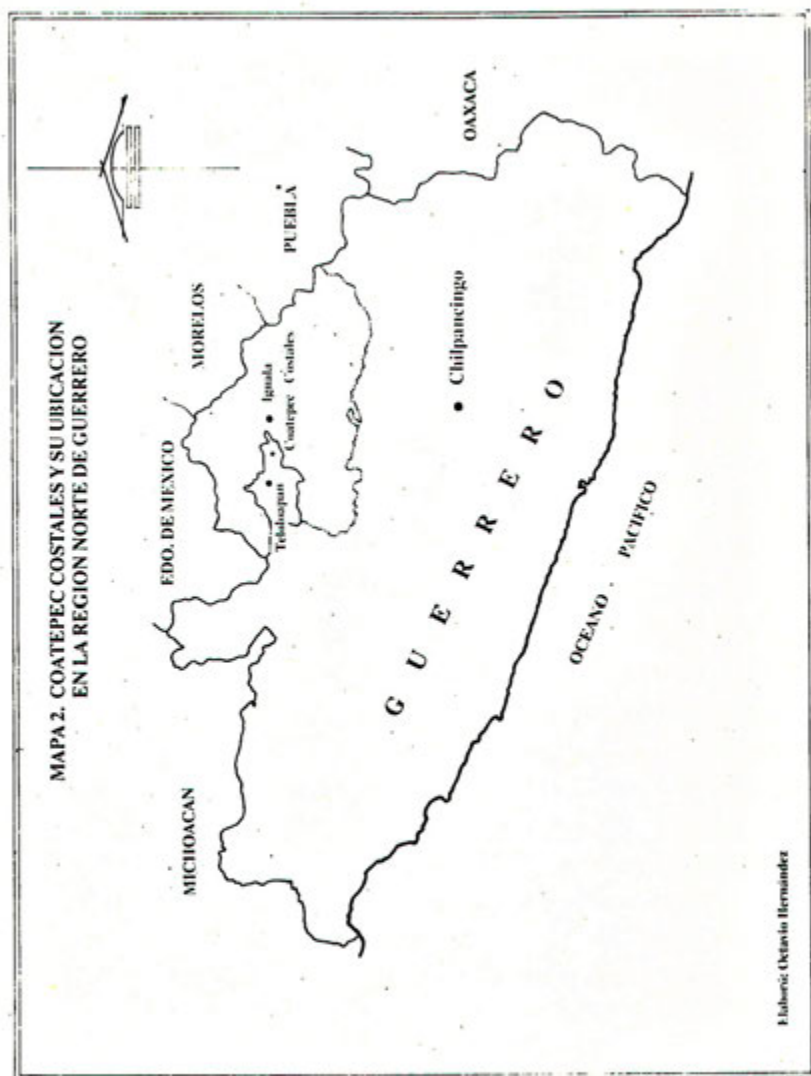 MAPA 2. COATEPEC COSTALES Y SU UBICACION
EN LA REGION NORTE DE GUERRERO
MICHOACAN
EDO. DE MEXICO
MORELOS
PUEBLA
OAXACA
Iguala
Coatepec Costales
Teloloapan
Chilpancingo
GUERRERO
OCEANO PACIFICO
Elaboró: Octavio Hernández